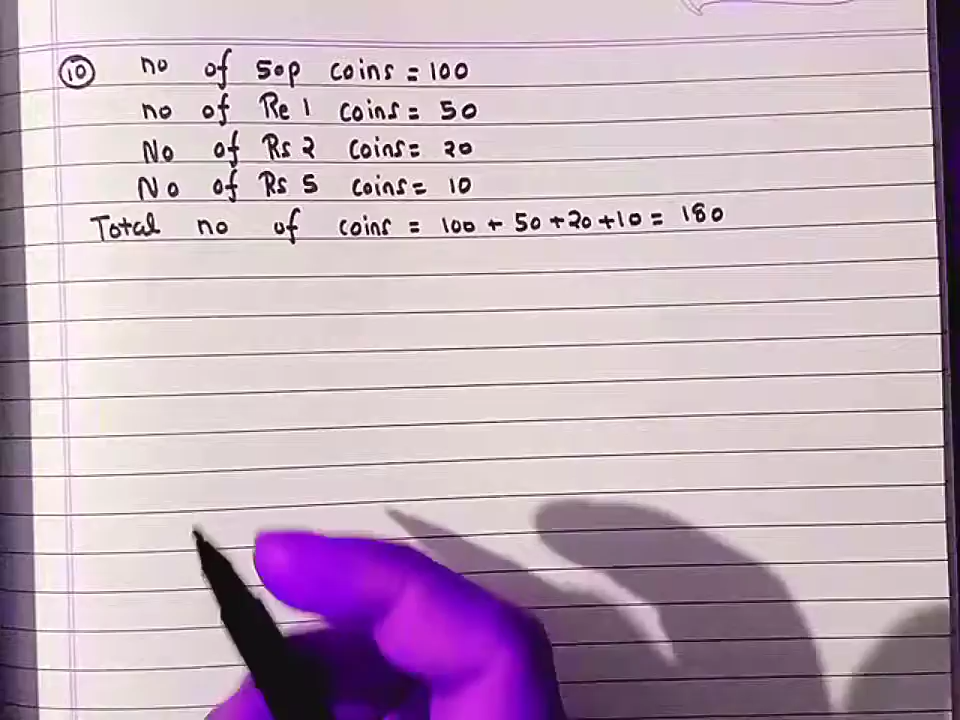 10 no of 50p coins = 100
no of Re 1 coins = 50
No of Rs 2 coins= 20
No of Rs 5 coins= 10
Total no of coins = 100 + 50 +20 +10 = 180